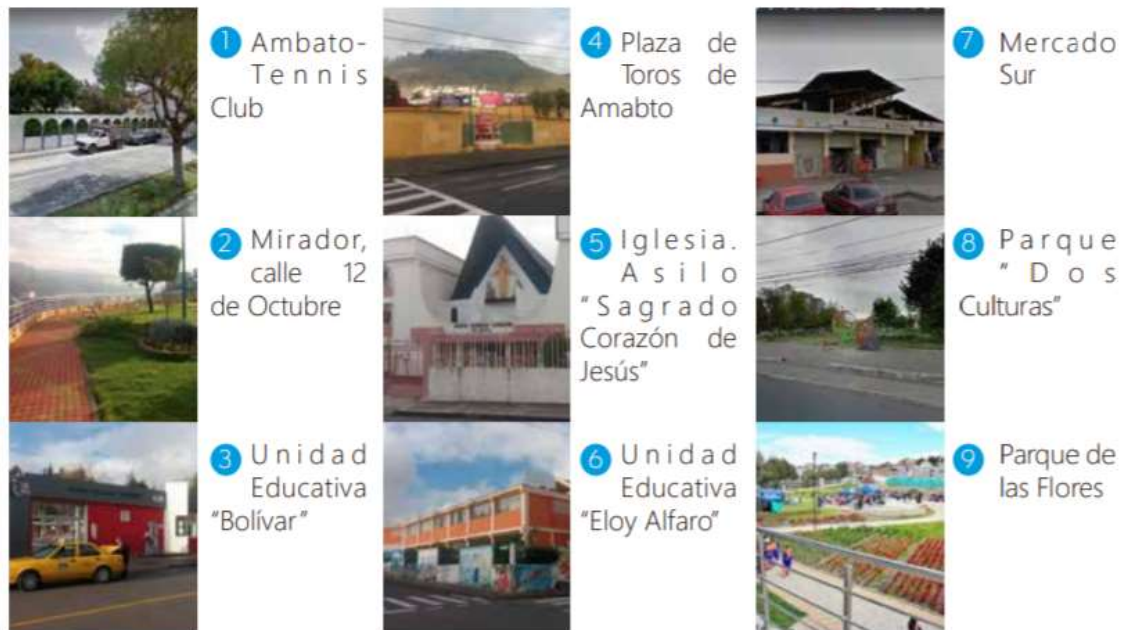 1 Ambato-
Tennis
Club
2 Mirador,
calle 12
de Octubre
3 Unidad
Educativa
"Bolívar"
4 Plaza de
Toros de
Amabto
5 Iglesia.
Asilo
"Sagrado
Corazón de
Jesús"
6 Unidad
Educativa
"Eloy Alfaro"
7 Mercado
Sur
8 Parque
"Dos
Culturas"
9 Parque de
las Flores